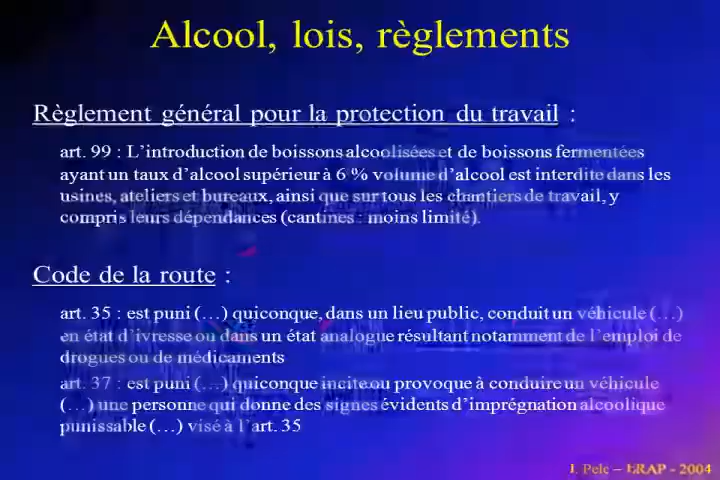 Alcool, lois, règlements
Règlement général pour la protection du travail :
art. 99 : L'introduction de boissons alcoolisées et de boissons fermentées
ayant un taux d'alcool supérieur à 6 % volume d'alcool est interdite dans les
usines, ateliers et bureaux, ainsi que sur tous les chantiers de travail, y
compris leurs dépendances (cantines : moins limité).
Code de la route :
art. 35 : est puni (…) quiconque, dans un lieu public, conduit un véhicule (…)
en état d'ivresse ou dans un état analogue résultant notamment de l'emploi de
drogues ou de médicaments
art. 37 : est puni (…) quiconque incite ou provoque à conduire un véhicule
(…) une personne qui donne des signes évidents d'imprégnation alcoolique
punissable (…) visé à l'art. 35
I. Pelc – ERAP - 2004